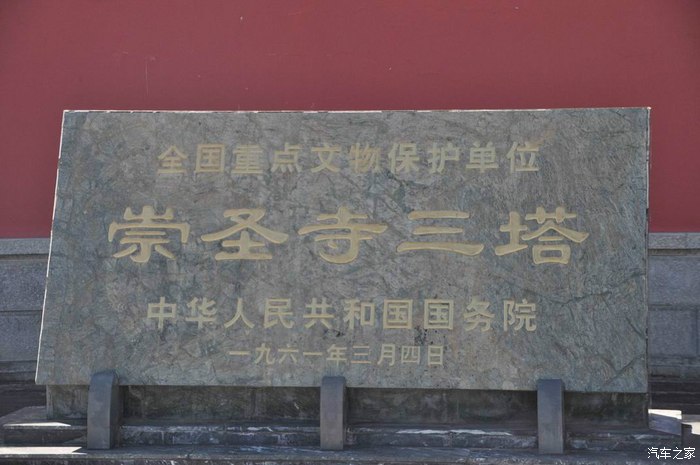 全国重点文物保护单位
崇圣寺三塔
中华人民共和国国务院
一九六一年三月四日
汽车之家